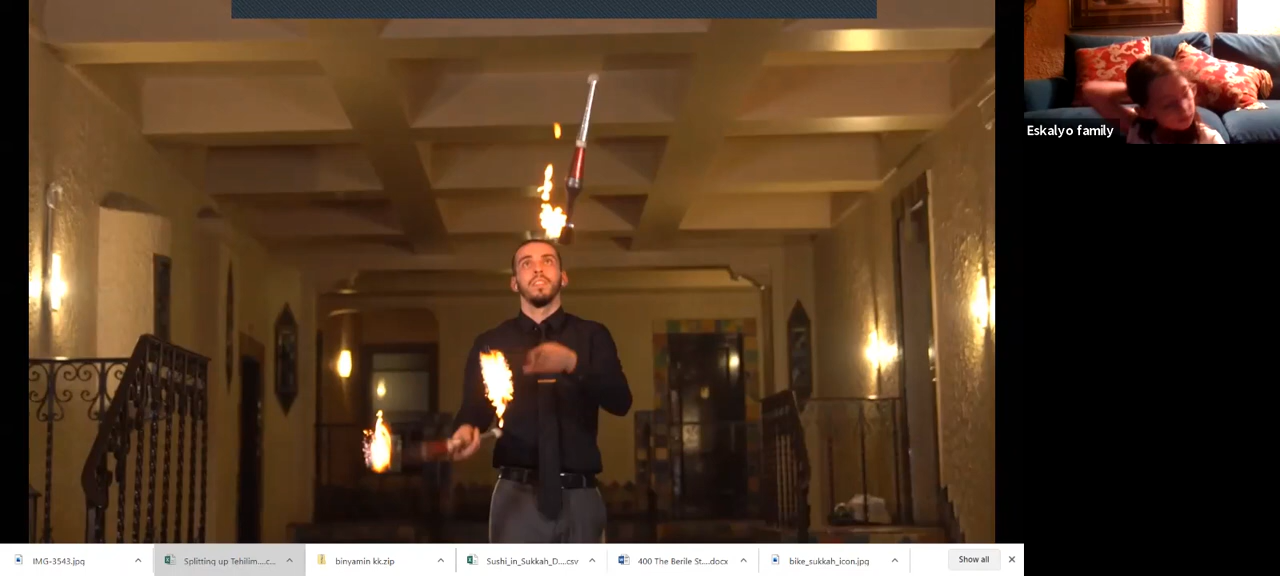 Eskalyo family
IMG-3543.jpg
Splitting up Tehilim....c...
binyamin kk.zip
Sushi_in_Sukkah_D....csv
400 The Berile St....docx
bike_sukkah_icon.jpg
Show all